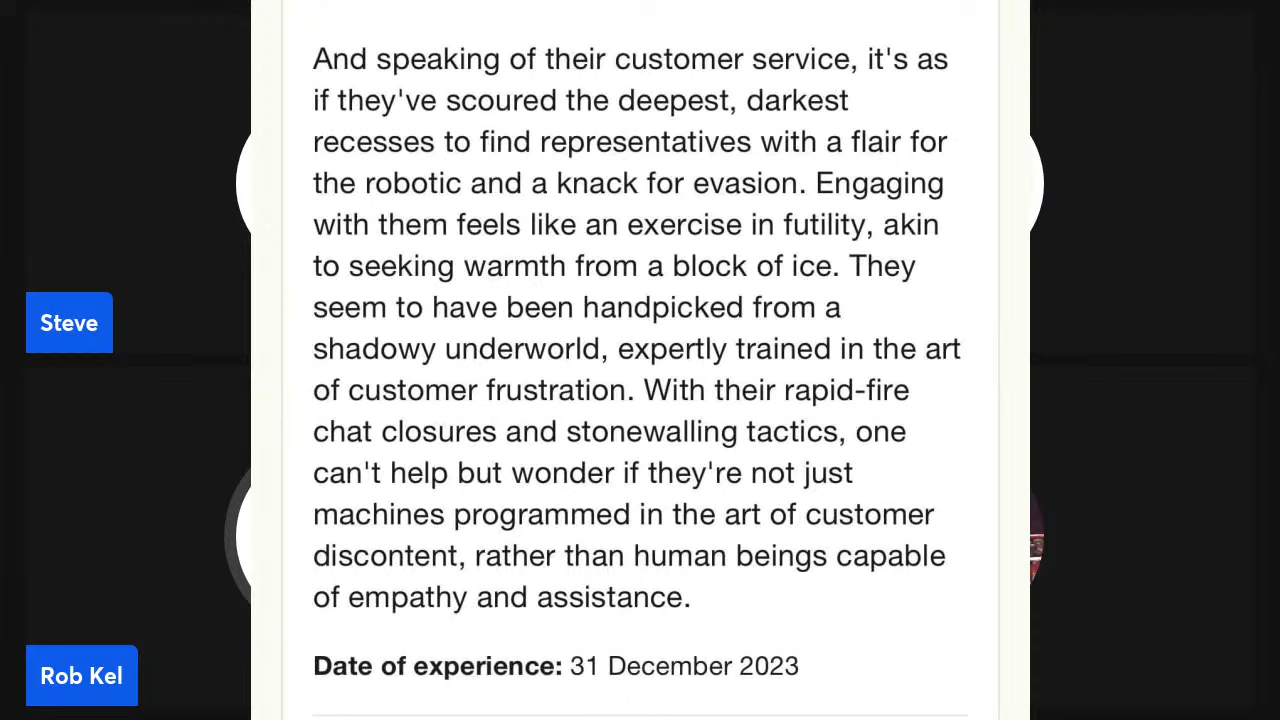 And speaking of their customer service, it's as
if they've scoured the deepest, darkest
recesses to find representatives with a flair for
the robotic and a knack for evasion. Engaging
with them feels like an exercise in futility, akin
to seeking warmth from a block of ice. They
seem to have been handpicked from a
shadowy underworld, expertly trained in the art
of customer frustration. With their rapid-fire
chat closures and stonewalling tactics, one
can't help but wonder if they're not just
machines programmed in the art of customer
discontent, rather than human beings capable
of empathy and assistance.
Date of experience: 31 December 2023
Steve
Rob Kel